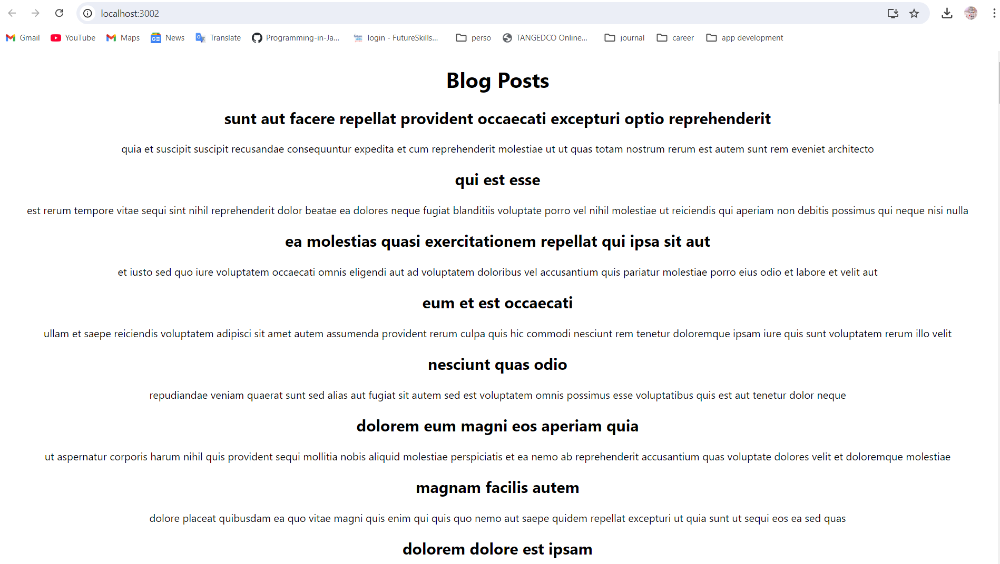 localhost:3002
Gmail YouTube Maps News Translate Programming-in-Ja... login - FutureSkills... perso TANGEDCO Online... journal career app development
Blog Posts
sunt aut facere repellat provident occaecati excepturi optio reprehenderit
quia et suscipit suscipit recusandae consequuntur expedita et cum reprehenderit molestiae ut ut quas totam nostrum rerum est autem sunt rem eveniet architecto
qui est esse
est rerum tempore vitae sequi sint nihil reprehenderit dolor beatae ea dolores neque fugiat blanditiis voluptate porro vel nihil molestiae ut reiciendis qui aperiam non debitis possimus qui neque nisi nulla
ea molestias quasi exercitationem repellat qui ipsa sit aut
et iusto sed quo iure voluptatem occaecati omnis eligendi aut ad voluptatem doloribus vel accusantium quis pariatur molestiae porro eius odio et labore et velit aut
eum et est occaecati
ullam et saepe reiciendis voluptatem adipisci sit amet autem assumenda provident rerum culpa quis hic commodi nesciunt rem tenetur doloremque ipsam iure quis sunt voluptatem rerum illo velit
nesciunt quas odio
repudiandae veniam quaerat sunt sed alias aut fugiat sit autem sed est voluptatem omnis possimus esse voluptatibus quis est aut tenetur dolor neque
dolorem eum magni eos aperiam quia
ut aspernatur corporis harum nihil quis provident sequi mollitia nobis aliquid molestiae perspiciatis et ea nemo ab reprehenderit accusantium quas voluptate dolores velit et doloremque molestiae
magnam facilis autem
dolore placeat quibusdam ea quo vitae magni quis enim qui quis quo nemo aut saepe quidem repellat excepturi ut quia sunt ut sequi eos ea sed quas
dolorem dolore est ipsam